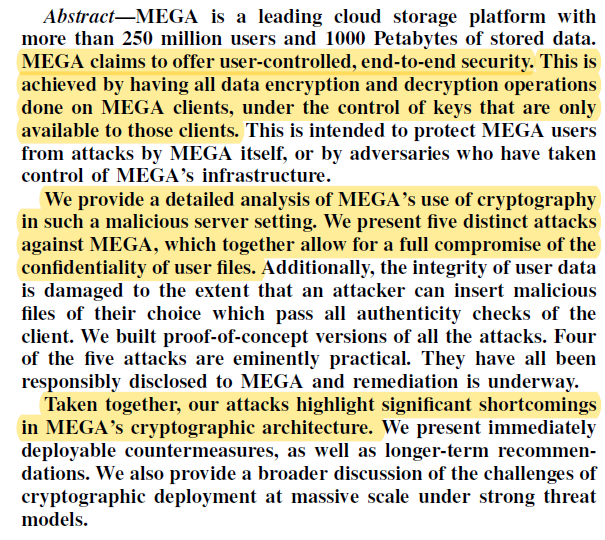 Abstract—MEGA is a leading cloud storage platform with
more than 250 million users and 1000 Petabytes of stored data.
MEGA claims to offer user-controlled, end-to-end security. This is
achieved by having all data encryption and decryption operations
done on MEGA clients, under the control of keys that are only
available to those clients. This is intended to protect MEGA users
from attacks by MEGA itself, or by adversaries who have taken
control of MEGA's infrastructure.
We provide a detailed analysis of MEGA's use of cryptography
in such a malicious server setting. We present five distinct attacks
against MEGA, which together allow for a full compromise of the
confidentiality of user files. Additionally, the integrity of user data
is damaged to the extent that an attacker can insert malicious
files of their choice which pass all authenticity checks of the
client. We built proof-of-concept versions of all the attacks. Four
of the five attacks are eminently practical. They have all been
responsibly disclosed to MEGA and remediation is underway.
Taken together, our attacks highlight significant shortcomings
in MEGA's cryptographic architecture. We present immediately
deployable countermeasures, as well as longer-term recommen-
dations. We also provide a broader discussion of the challenges of
cryptographic deployment at massive scale under strong threat
models.